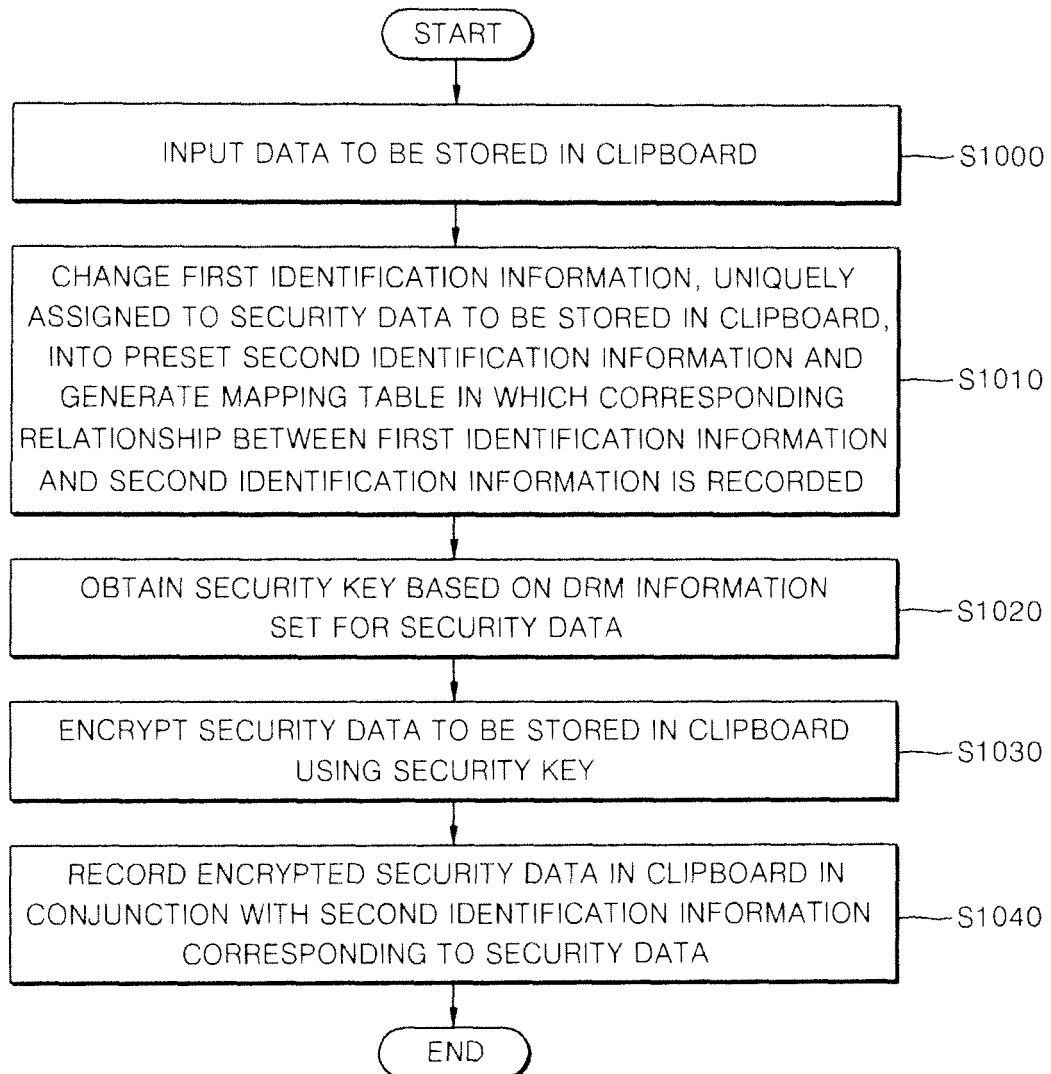 START
INPUT DATA TO BE STORED IN CLIPBOARD
S1000
CHANGE FIRST IDENTIFICATION INFORMATION, UNIQUELY
ASSIGNED TO SECURITY DATA TO BE STORED IN CLIPBOARD,
INTO PRESET SECOND IDENTIFICATION INFORMATION AND
GENERATE MAPPING TABLE IN WHICH CORRESPONDING
RELATIONSHIP BETWEEN FIRST IDENTIFICATION INFORMATION
AND SECOND IDENTIFICATION INFORMATION IS RECORDED
S1010
OBTAIN SECURITY KEY BASED ON DRM INFORMATION
SET FOR SECURITY DATA
S1020
ENCRYPT SECURITY DATA TO BE STORED IN CLIPBOARD
USING SECURITY KEY
S1030
RECORD ENCRYPTED SECURITY DATA IN CLIPBOARD IN
CONJUNCTION WITH SECOND IDENTIFICATION INFORMATION
CORRESPONDING TO SECURITY DATA
S1040
END